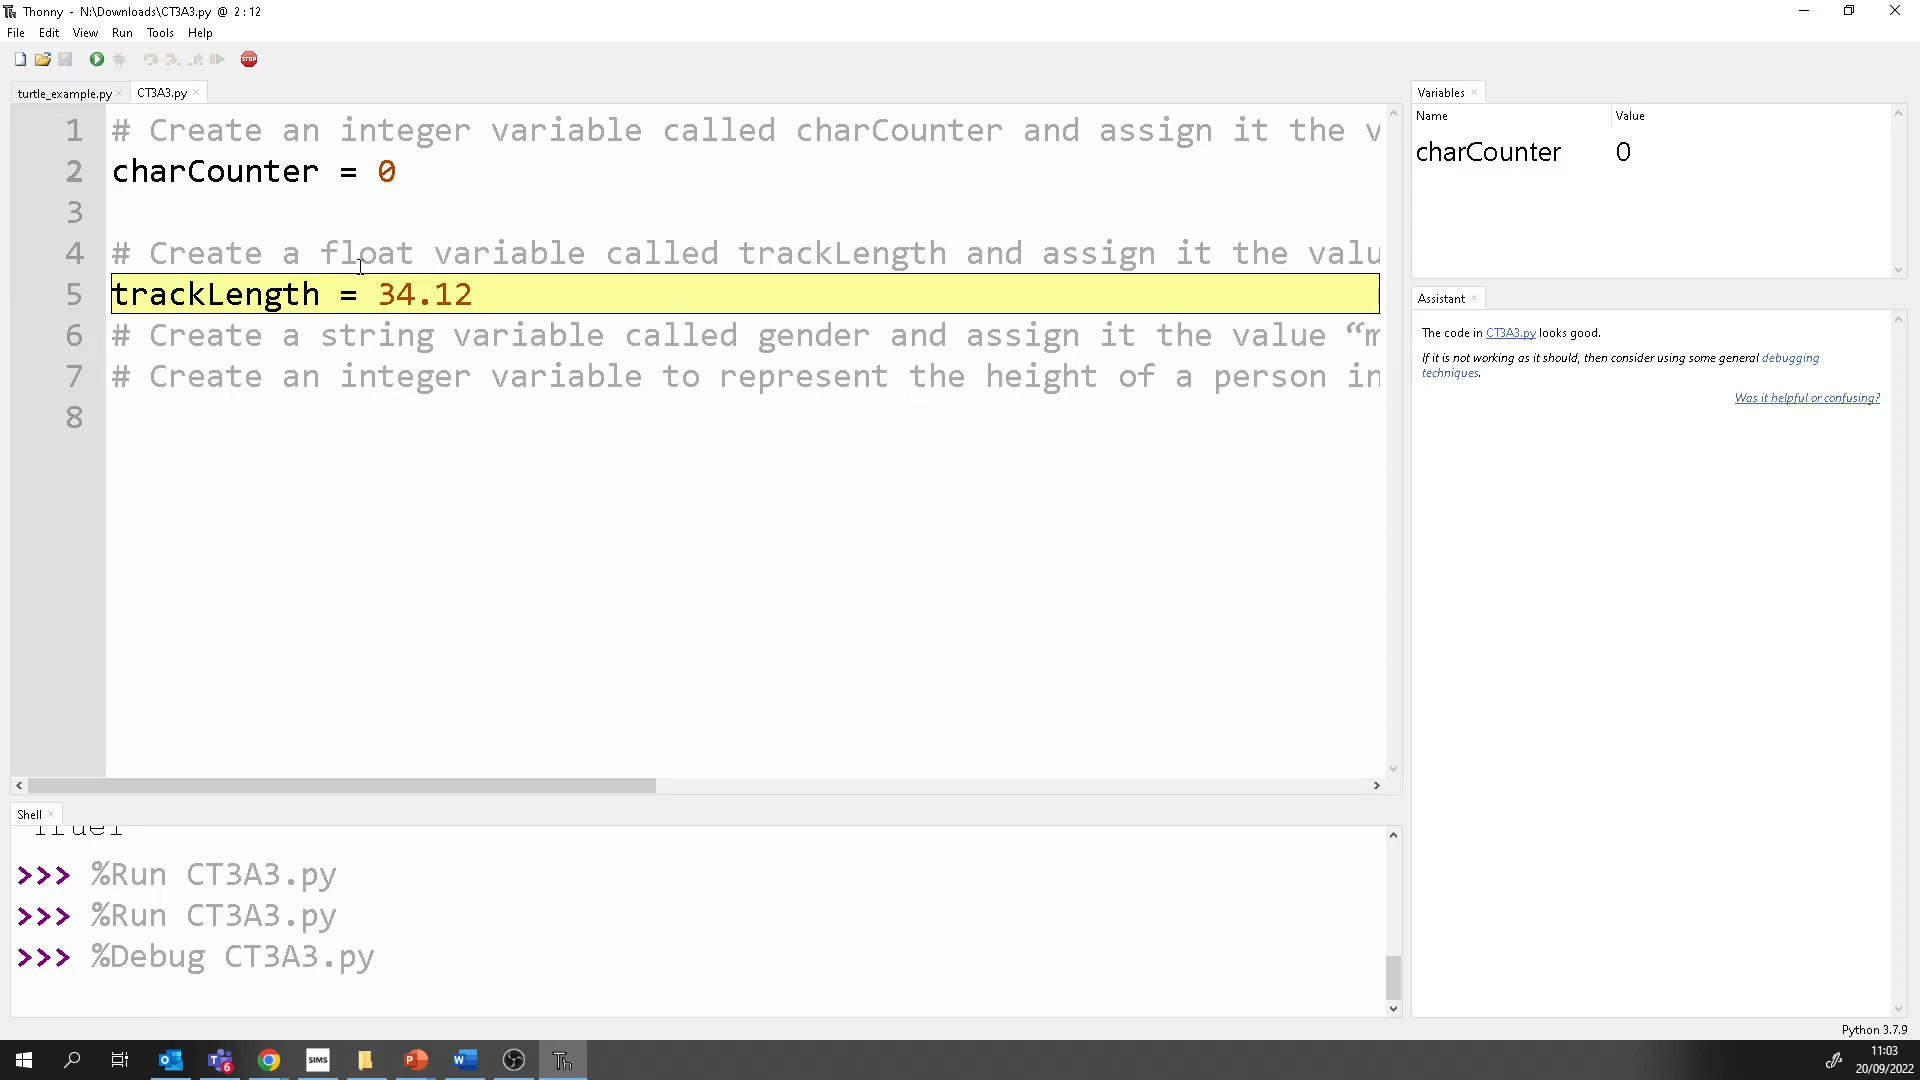 Thonny - N:\Downloads\CT3A3.py @ 2:12
File Edit View Run Tools Help
STOP
turtle_example.py
CT3A3.py
1 # Create an integer variable called charCounter and assign it the v
2 charCounter = 0
3
4 # Create a float variable called trackLength and assign it the valu
5 trackLength = 34.12
6 # Create a string variable called gender and assign it the value “m
7 # Create an integer variable to represent the height of a person in
8
Variables
Name Value
charCounter 0
Assistant
The code in CT3A3.py looks good.
If it is not working as it should, then consider using some general debugging
techniques.
Was it helpful or confusing?
Shell
>>> %Run CT3A3.py
>>> %Run CT3A3.py
>>> %Debug CT3A3.py
Python 3.7.9
6
SIMS
11:03
20/09/2022